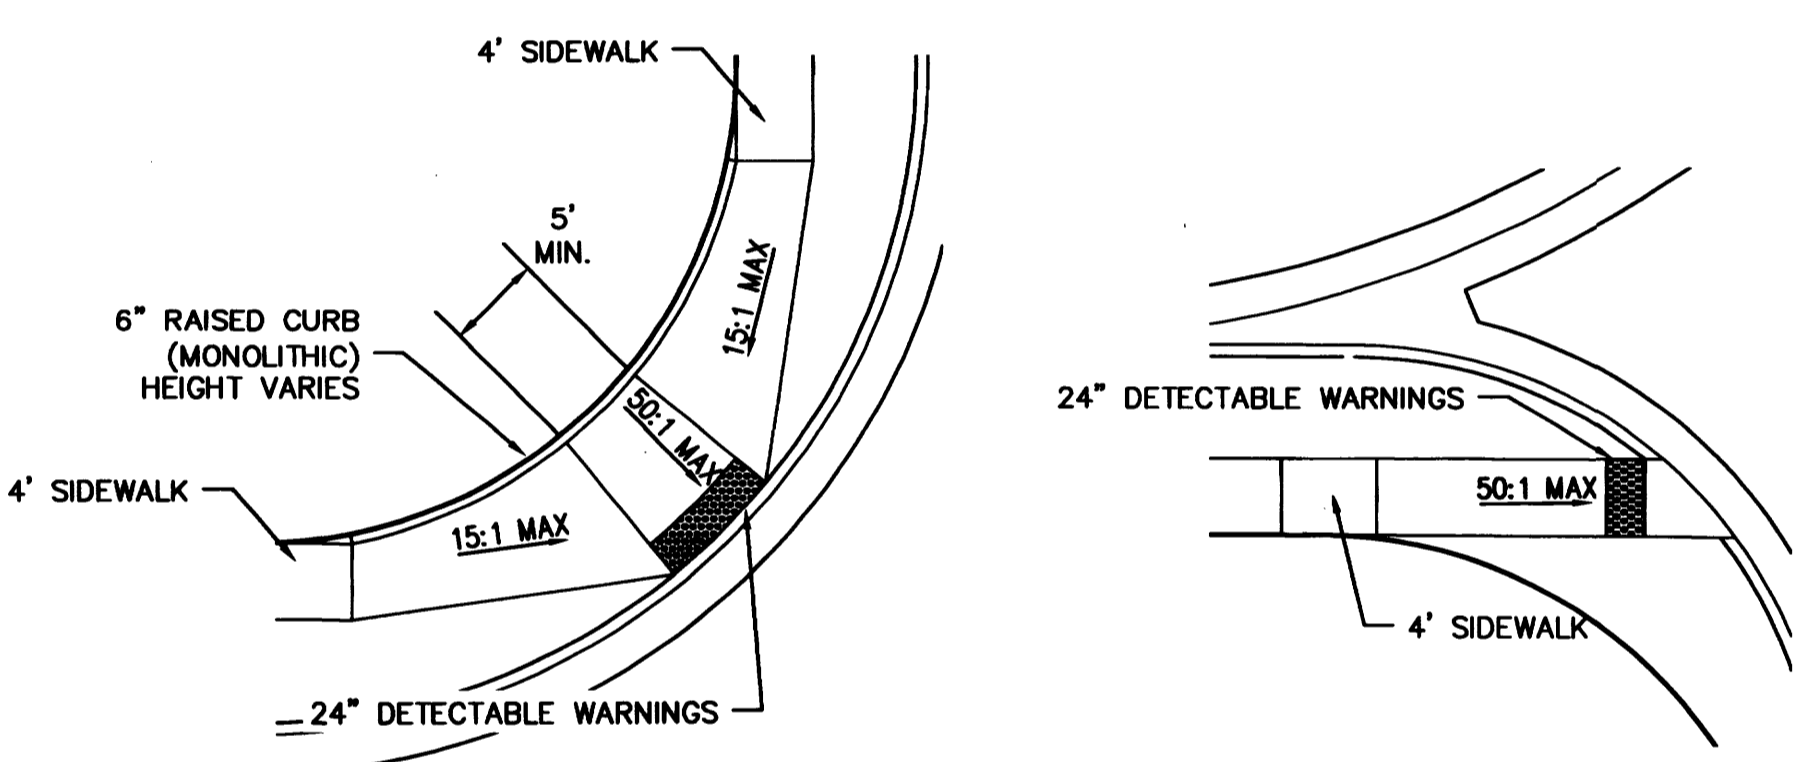 4' SIDEWALK
5'
MIN.
6" RAISED CURB
(MONOLITHIC)
HEIGHT VARIES
15:1 MAX
50:1 MAX
4' SIDEWALK
15:1 MAX
24" DETECTABLE WARNINGS
24" DETECTABLE WARNINGS
50:1 MAX
4' SIDEWALK